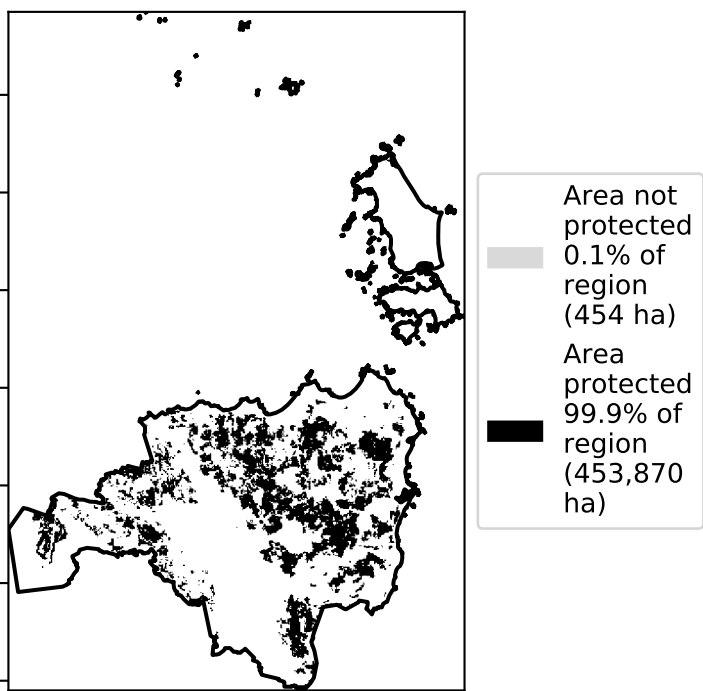 Area not
protected
0.1% of
region
(454 ha)
Area
protected
99.9% of
region
(453,870
ha)